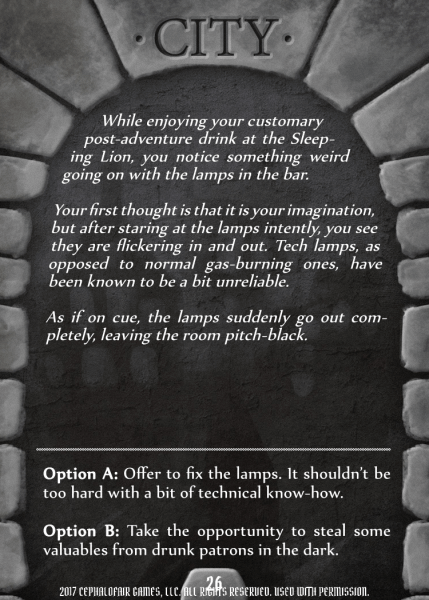 · CITY ·
While enjoying your customary
post-adventure drink at the Sleep-
ing Lion, you notice something weird
going on with the lamps in the bar.
Your first thought is that it is your imagination,
but after staring at the lamps intently, you see
they are flickering in and out. Tech lamps, as
opposed to normal gas-burning ones, have
been known to be a bit unreliable.
As if on cue, the lamps suddenly go out com-
pletely, leaving the room pitch-black.
Option A: Offer to fix the lamps. It shouldn't be
too hard with a bit of technical know-how.
Option B: Take the opportunity to steal some
valuables from drunk patrons in the dark.
26
2017 CEPHALOFAIR GAMES, LLC. ALL RIGHTS RESERVED. USED WITH PERMISSION.